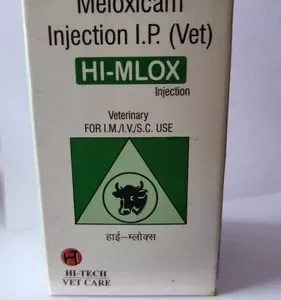 Meloxicam
Injection I.P. (Vet)
HI-MLOX
Injection
Veterinary
FOR I.M./I.V./S.C. USE
हाई-म्लोक्स
HI-TECH
VET CARE